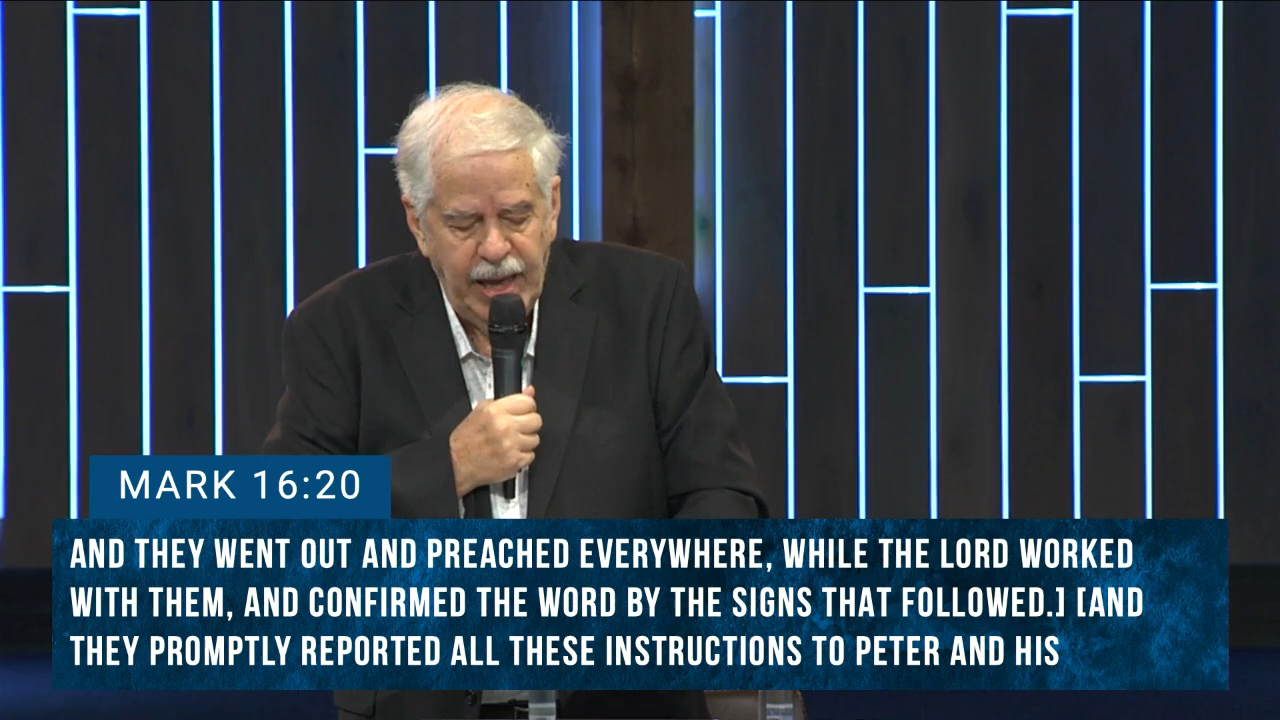 MARK 16:20
AND THEY WENT OUT AND PREACHED EVERYWHERE, WHILE THE LORD WORKED
WITH THEM, AND CONFIRMED THE WORD BY THE SIGNS THAT FOLLOWED.] [AND
THEY PROMPTLY REPORTED ALL THESE INSTRUCTIONS TO PETER AND HIS